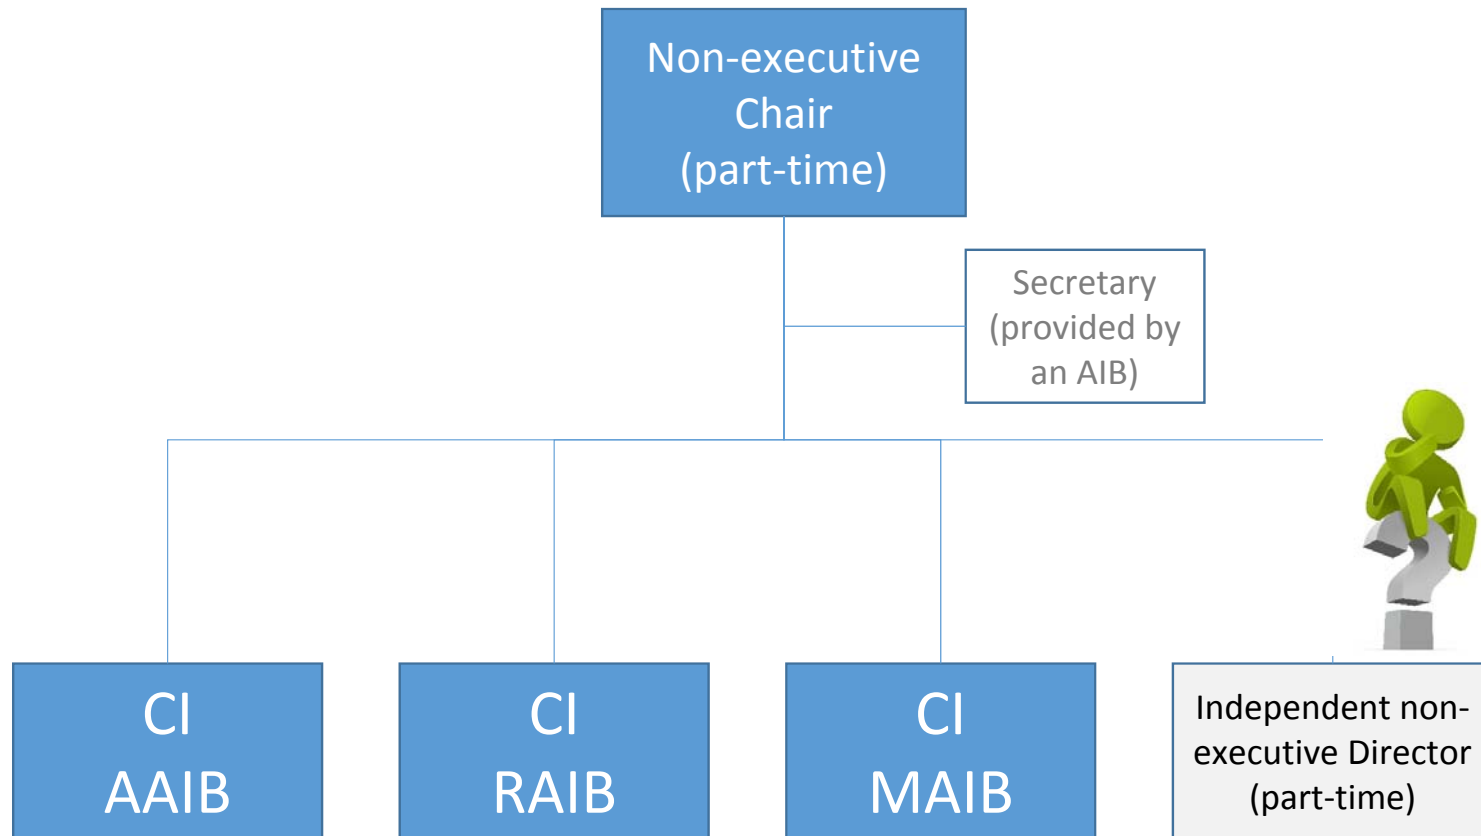 Non-executive
Chair
(part-time)
Secretary
(provided by
an AIB)
CI
AAIB
CI
RAIB
CI
MAIB
Independent non-
executive Director
(part-time)